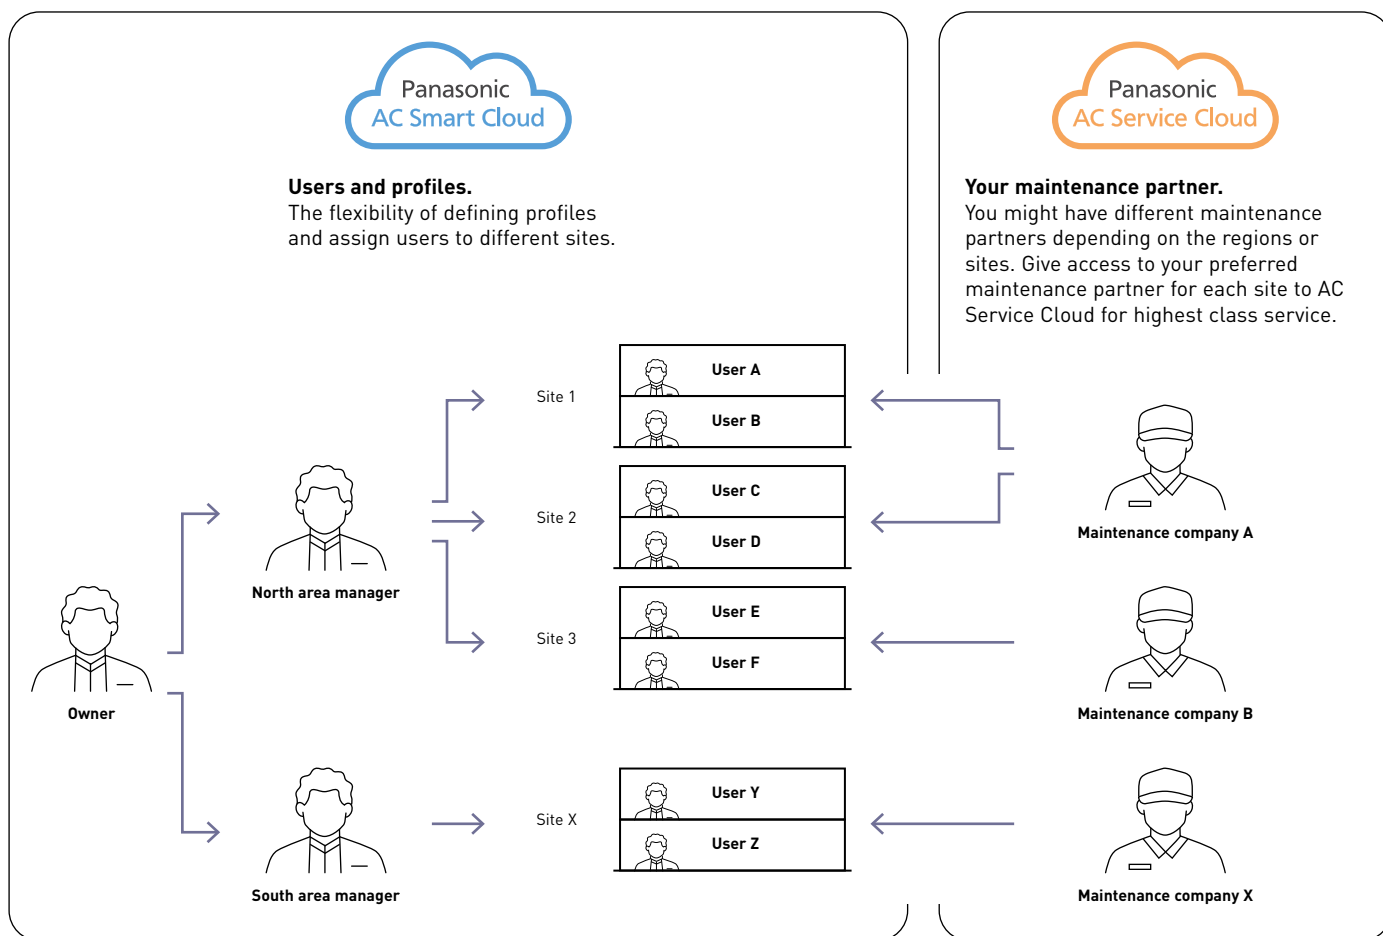 Panasonic
AC Smart Cloud
Users and profiles.
The flexibility of defining profiles
and assign users to different sites.
Panasonic
AC Service Cloud
Your maintenance partner.
You might have different maintenance
partners depending on the regions or
sites. Give access to your preferred
maintenance partner for each site to AC
Service Cloud for highest class service.
Owner
North area manager
South area manager
Site 1
User A
User B
Site 2
User C
User D
Site 3
User E
User F
Site X
User Y
User Z
Maintenance company A
Maintenance company B
Maintenance company X